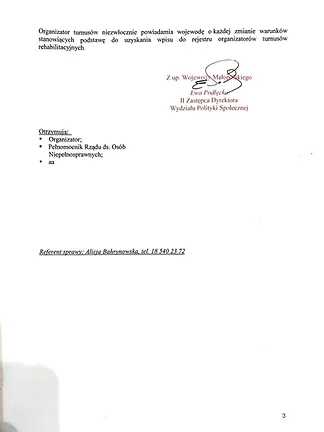 Organizator turnusów niezwłocznie powiadania wojewodę o każdej zmianie warunków
stanowiących podstawę do uzyskania wpisu do rejestru organizatorów turnusów
rehabilitacyjnych.
Z up. Wojewody Małopolskiego
Ewa Podłęcka
II Zastępca Dyrektora
Wydziału Polityki Społecznej
Otrzymują:
* Organizator;
* Pełnomocnik Rządu ds. Osób
Niepełnosprawnych;
* aa
Referent sprawy: Alicja Bahrynowska, tel. 18 540 23 72
3